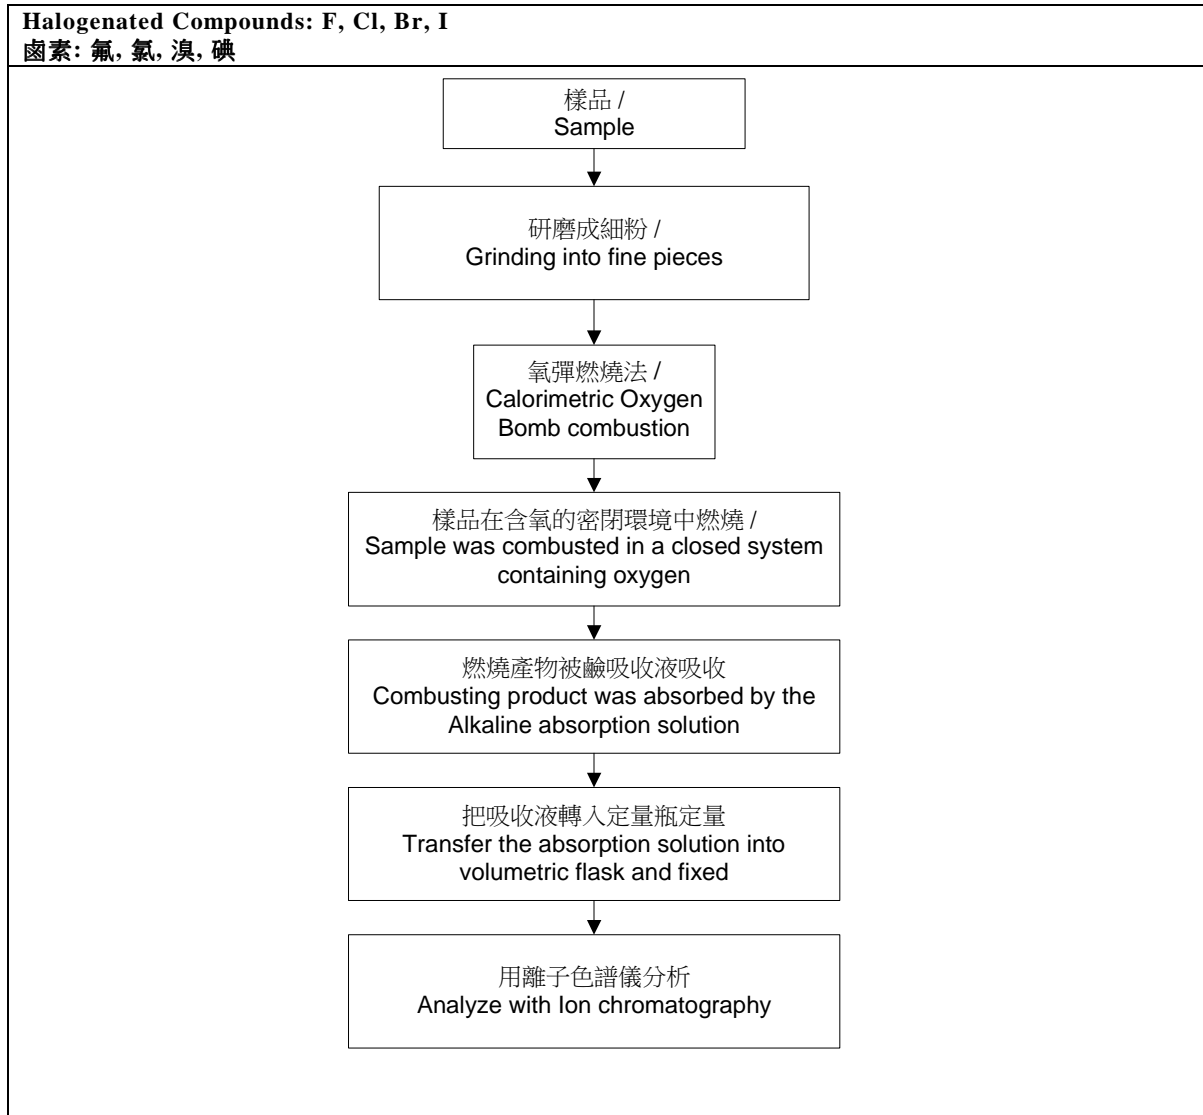 Halogenated Compounds: F, Cl, Br, I
鹵素: 氟, 氯, 溴, 碘
樣品 /
Sample
研磨成細粉 /
Grinding into fine pieces
氧彈燃燒法 /
Calorimetric Oxygen
Bomb combustion
樣品在含氧的密閉環境中燃燒 /
Sample was combusted in a closed system
containing oxygen
燃燒產物被鹼吸收液吸收
Combusting product was absorbed by the
Alkaline absorption solution
把吸收液轉入定量瓶定量
Transfer the absorption solution into
volumetric flask and fixed
用離子色譜儀分析
Analyze with Ion chromatography